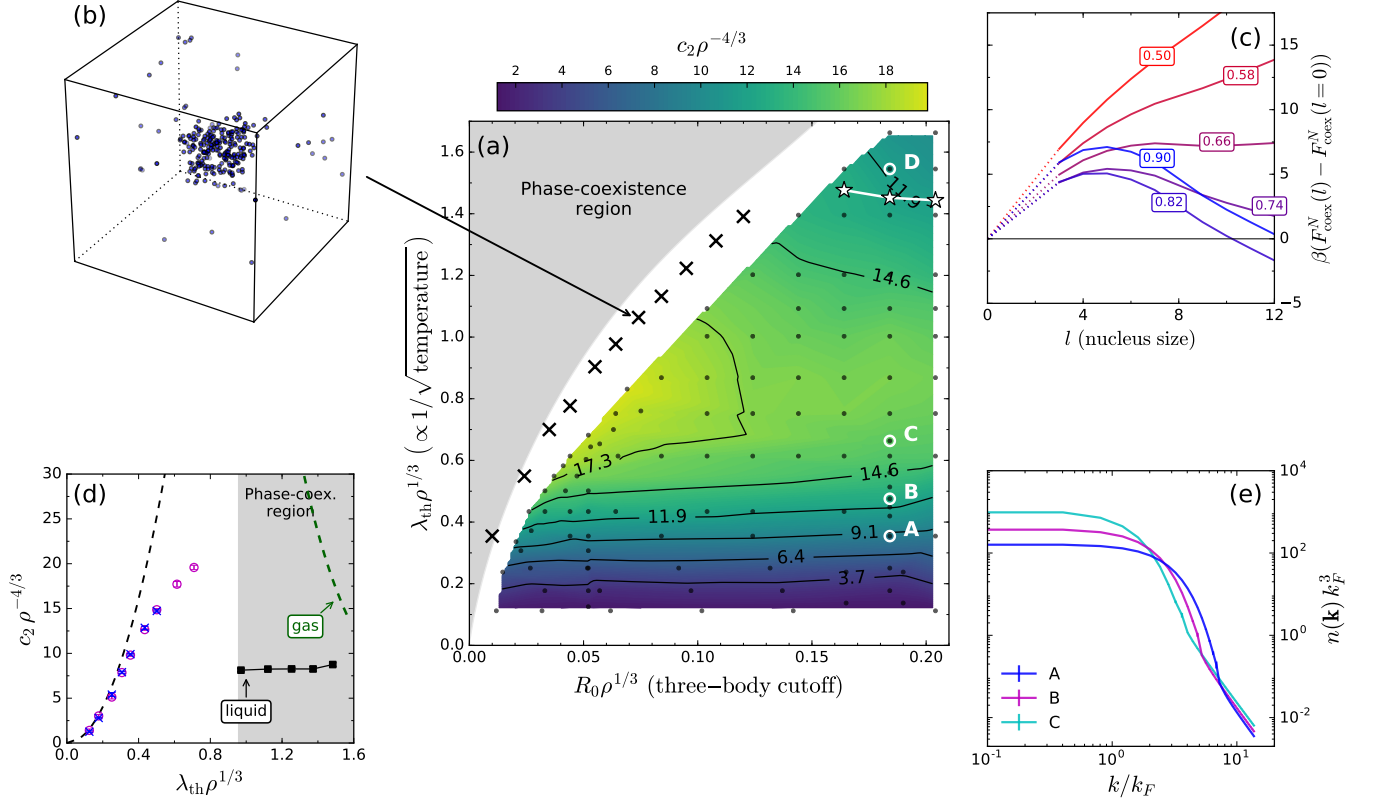 (b)
c₂ρ^{−4/3}
2 4 6 8 10 12 14 16 18
(a)
Phase-coexistence
region
D
C
B
A
11.9
14.6
17.3
14.6
11.9
9.1
6.4
3.7
0.0
0.2
0.4
0.6
0.8
1.0
1.2
1.4
1.6
λ_th ρ^{1/3} (∝ 1/√temperature)
0.00 0.05 0.10 0.15 0.20
R₀ρ^{1/3} (three−body cutoff)
(c)
0.50
0.58
0.66
0.90
0.74
0.82
15
10
5
0
−5
β(F^N_coex(l) − F^N_coex(l=0))
0 4 8 12
l (nucleus size)
(d)
Phase-coex.
region
gas
liquid
30
25
20
15
10
5
0
c₂ ρ^{−4/3}
0.0 0.4 0.8 1.2 1.6
λ_th ρ^{1/3}
(e)
A
B
C
10⁴
10²
10⁰
10⁻²
n(k) k_F³
10⁻¹ 10⁰ 10¹
k/k_F